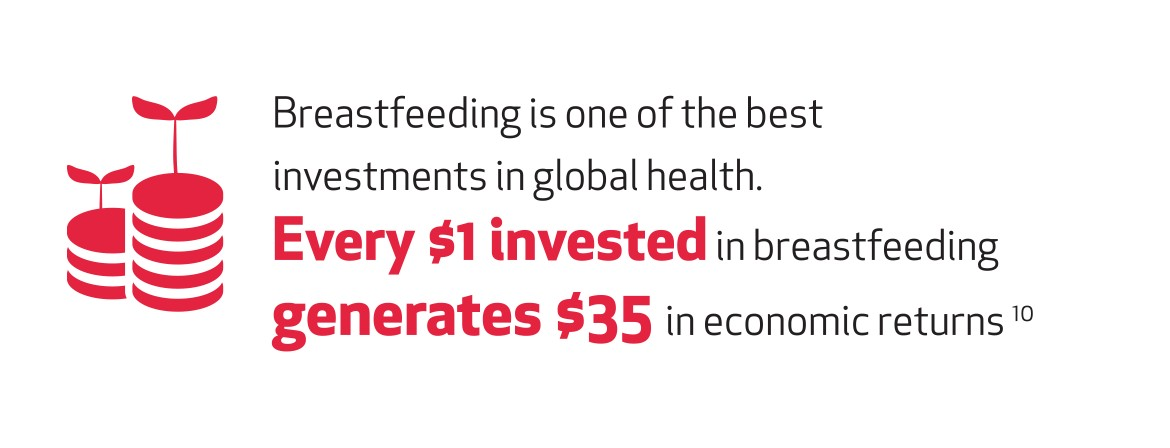 Breastfeeding is one of the best
investments in global health.
Every $1 invested in breastfeeding
generates $35 in economic returns 10